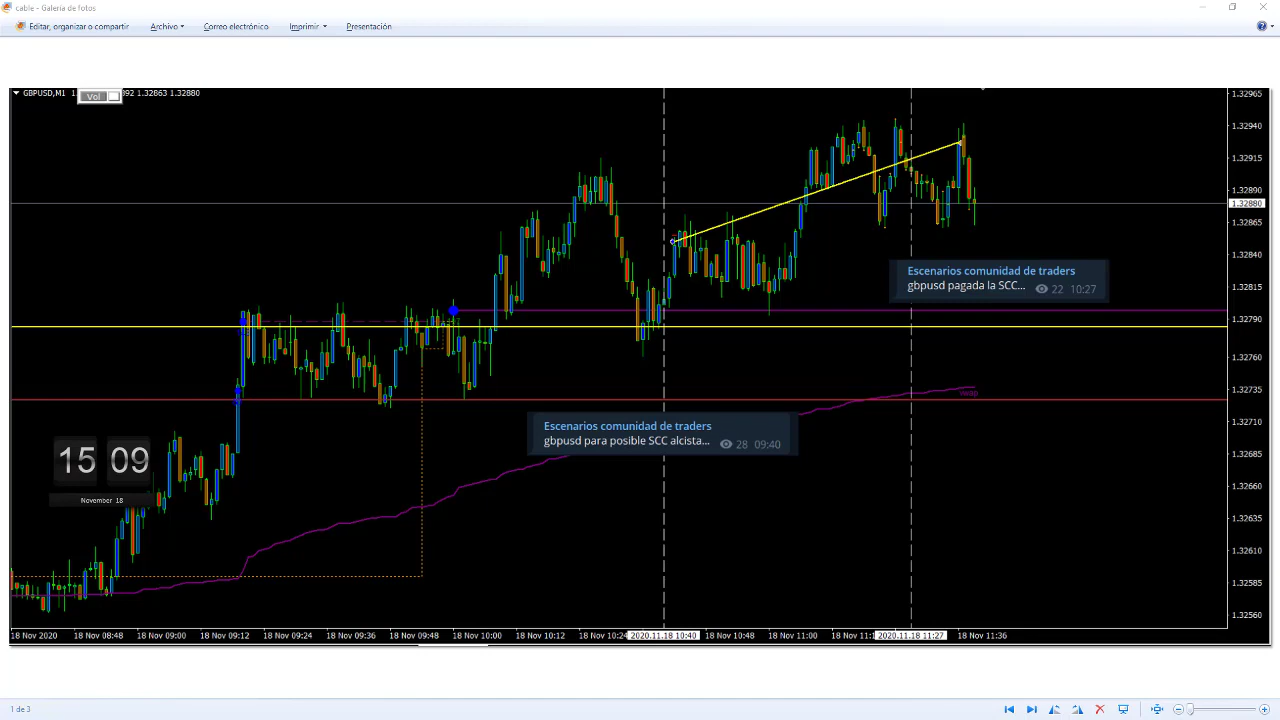 cable - Galería de fotos
Editar, organizar o compartir Archivo Correo electrónico Imprimir Presentación
GBPUSD,M1 Vol 1.32863 1.32880
1.32965
1.32940
1.32915
1.32890
1.32880
1.32865
1.32840
Escenarios comunidad de traders
gbpusd pagada la SCC... 22 10:27
1.32815
1.32790
1.32760
1.32735
vwap
1.32710
Escenarios comunidad de traders
gbpusd para posible SCC alcista... 28 09:40
15 09
November 18
1.32685
1.32660
1.32635
1.32610
1.32585
1.32560
18 Nov 2020 18 Nov 08:48 18 Nov 09:00 18 Nov 09:12 18 Nov 09:24 18 Nov 09:36 18 Nov 09:48 18 Nov 10:00 18 Nov 10:12 18 Nov 10:24 2020.11.18 10:40 18 Nov 10:48 18 Nov 11:00 18 Nov 2020.11.18 11:27 18 Nov 11:36
1 de 3